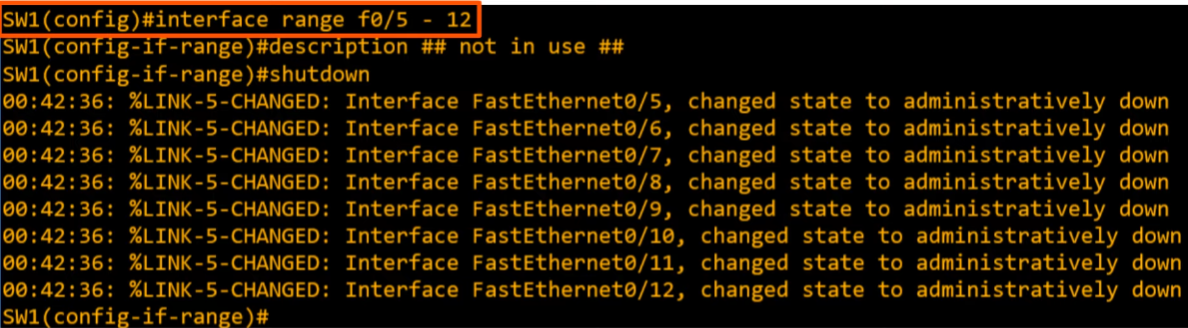 SW1(config)#interface range f0/5 - 12
SW1(config-if-range)#description ## not in use ##
SW1(config-if-range)#shutdown
00:42:36: %LINK-5-CHANGED: Interface FastEthernet0/5, changed state to administratively down
00:42:36: %LINK-5-CHANGED: Interface FastEthernet0/6, changed state to administratively down
00:42:36: %LINK-5-CHANGED: Interface FastEthernet0/7, changed state to administratively down
00:42:36: %LINK-5-CHANGED: Interface FastEthernet0/8, changed state to administratively down
00:42:36: %LINK-5-CHANGED: Interface FastEthernet0/9, changed state to administratively down
00:42:36: %LINK-5-CHANGED: Interface FastEthernet0/10, changed state to administratively down
00:42:36: %LINK-5-CHANGED: Interface FastEthernet0/11, changed state to administratively down
00:42:36: %LINK-5-CHANGED: Interface FastEthernet0/12, changed state to administratively down
SW1(config-if-range)#